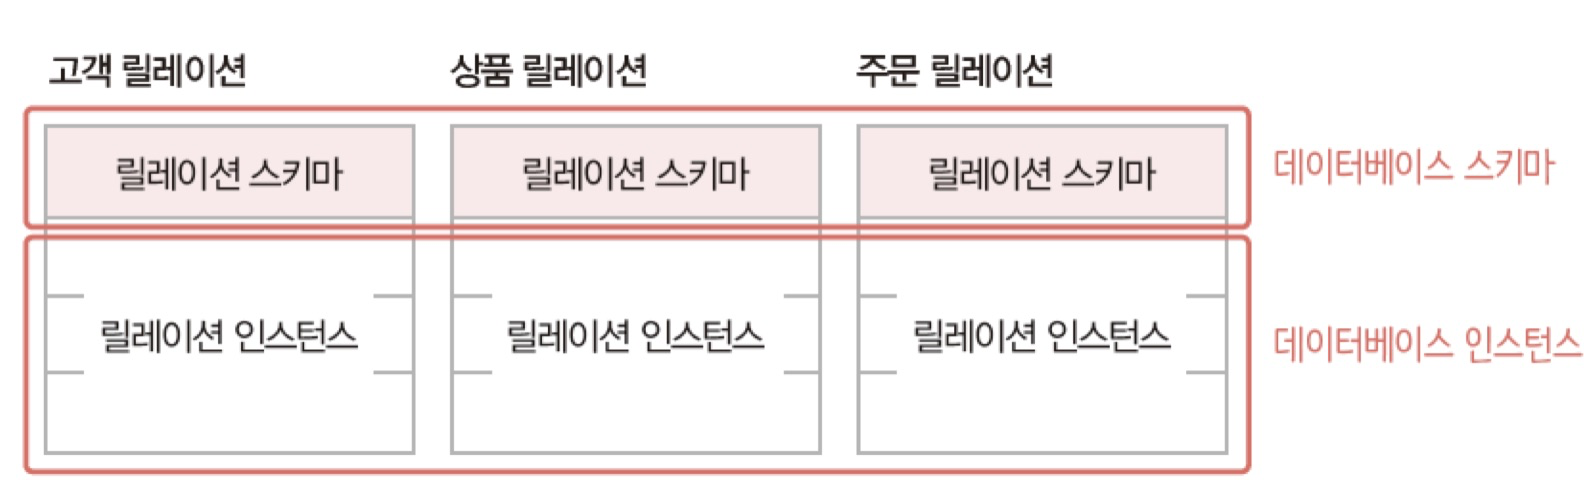 고객 릴레이션
상품 릴레이션
주문 릴레이션
릴레이션 스키마
릴레이션 스키마
릴레이션 스키마
데이터베이스 스키마
릴레이션 인스턴스
릴레이션 인스턴스
릴레이션 인스턴스
데이터베이스 인스턴스